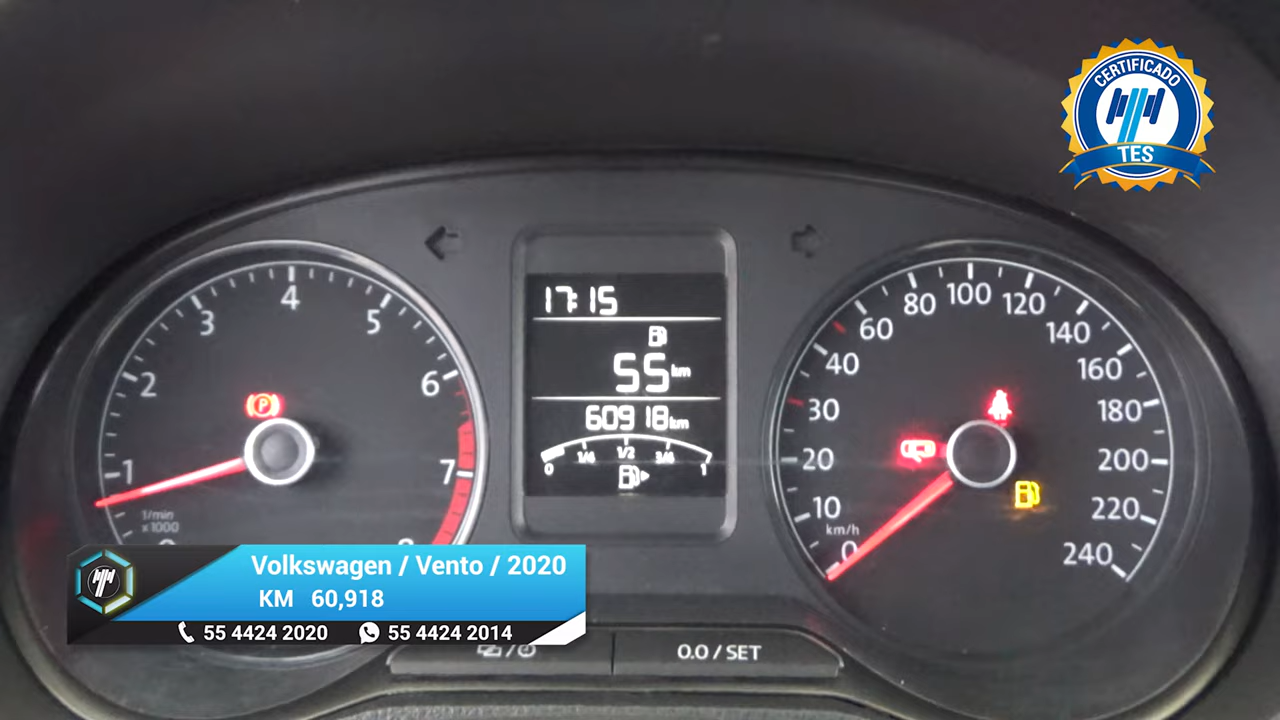 CERTIFICADO
TES
17:15
55 km
60918 km
0 1/4 1/2 3/4 1
1 2 3 4 5 6 7
1/min
x1000
P
0 10 20 30 40 60 80 100 120 140 160 180 200 220 240
km/h
Volkswagen / Vento / 2020
KM 60,918
55 4424 2020 55 4424 2014
0.0 / SET